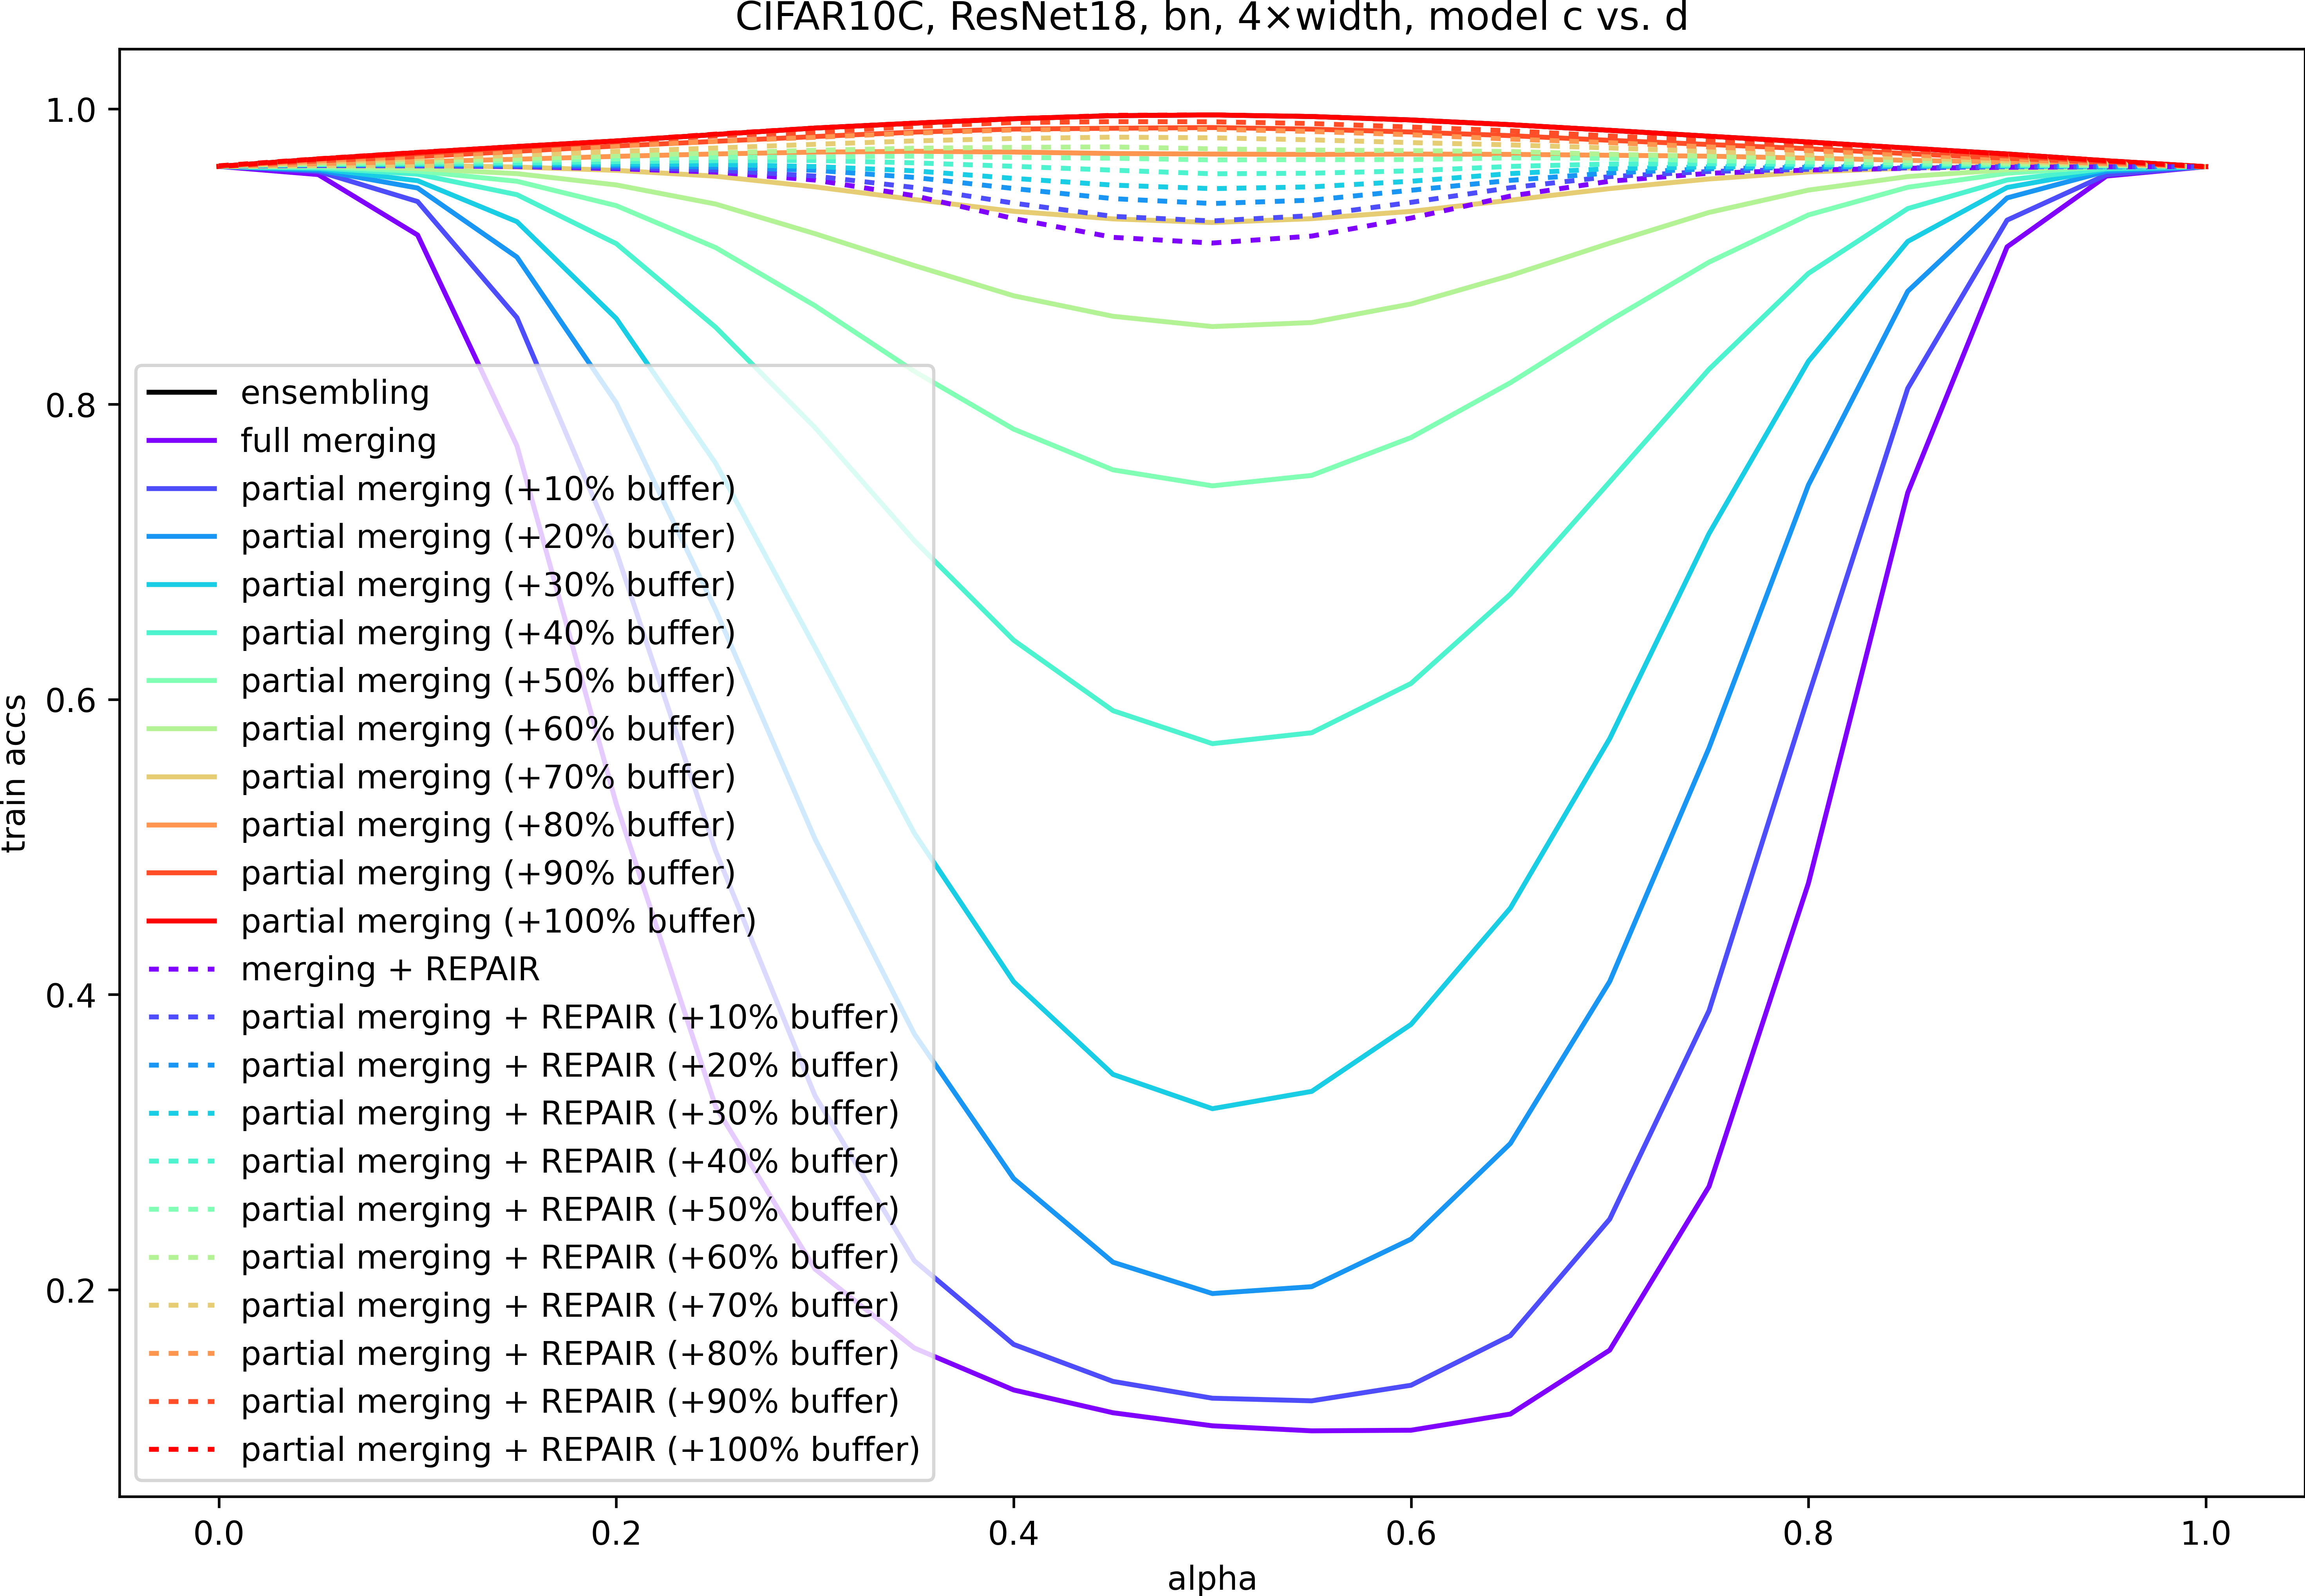 CIFAR10C, ResNet18, bn, 4×width, model c vs. d
train accs
1.0
0.8
0.6
0.4
0.2
ensembling
full merging
partial merging (+10% buffer)
partial merging (+20% buffer)
partial merging (+30% buffer)
partial merging (+40% buffer)
partial merging (+50% buffer)
partial merging (+60% buffer)
partial merging (+70% buffer)
partial merging (+80% buffer)
partial merging (+90% buffer)
partial merging (+100% buffer)
merging + REPAIR
partial merging + REPAIR (+10% buffer)
partial merging + REPAIR (+20% buffer)
partial merging + REPAIR (+30% buffer)
partial merging + REPAIR (+40% buffer)
partial merging + REPAIR (+50% buffer)
partial merging + REPAIR (+60% buffer)
partial merging + REPAIR (+70% buffer)
partial merging + REPAIR (+80% buffer)
partial merging + REPAIR (+90% buffer)
partial merging + REPAIR (+100% buffer)
0.0 0.2 0.4 0.6 0.8 1.0
alpha